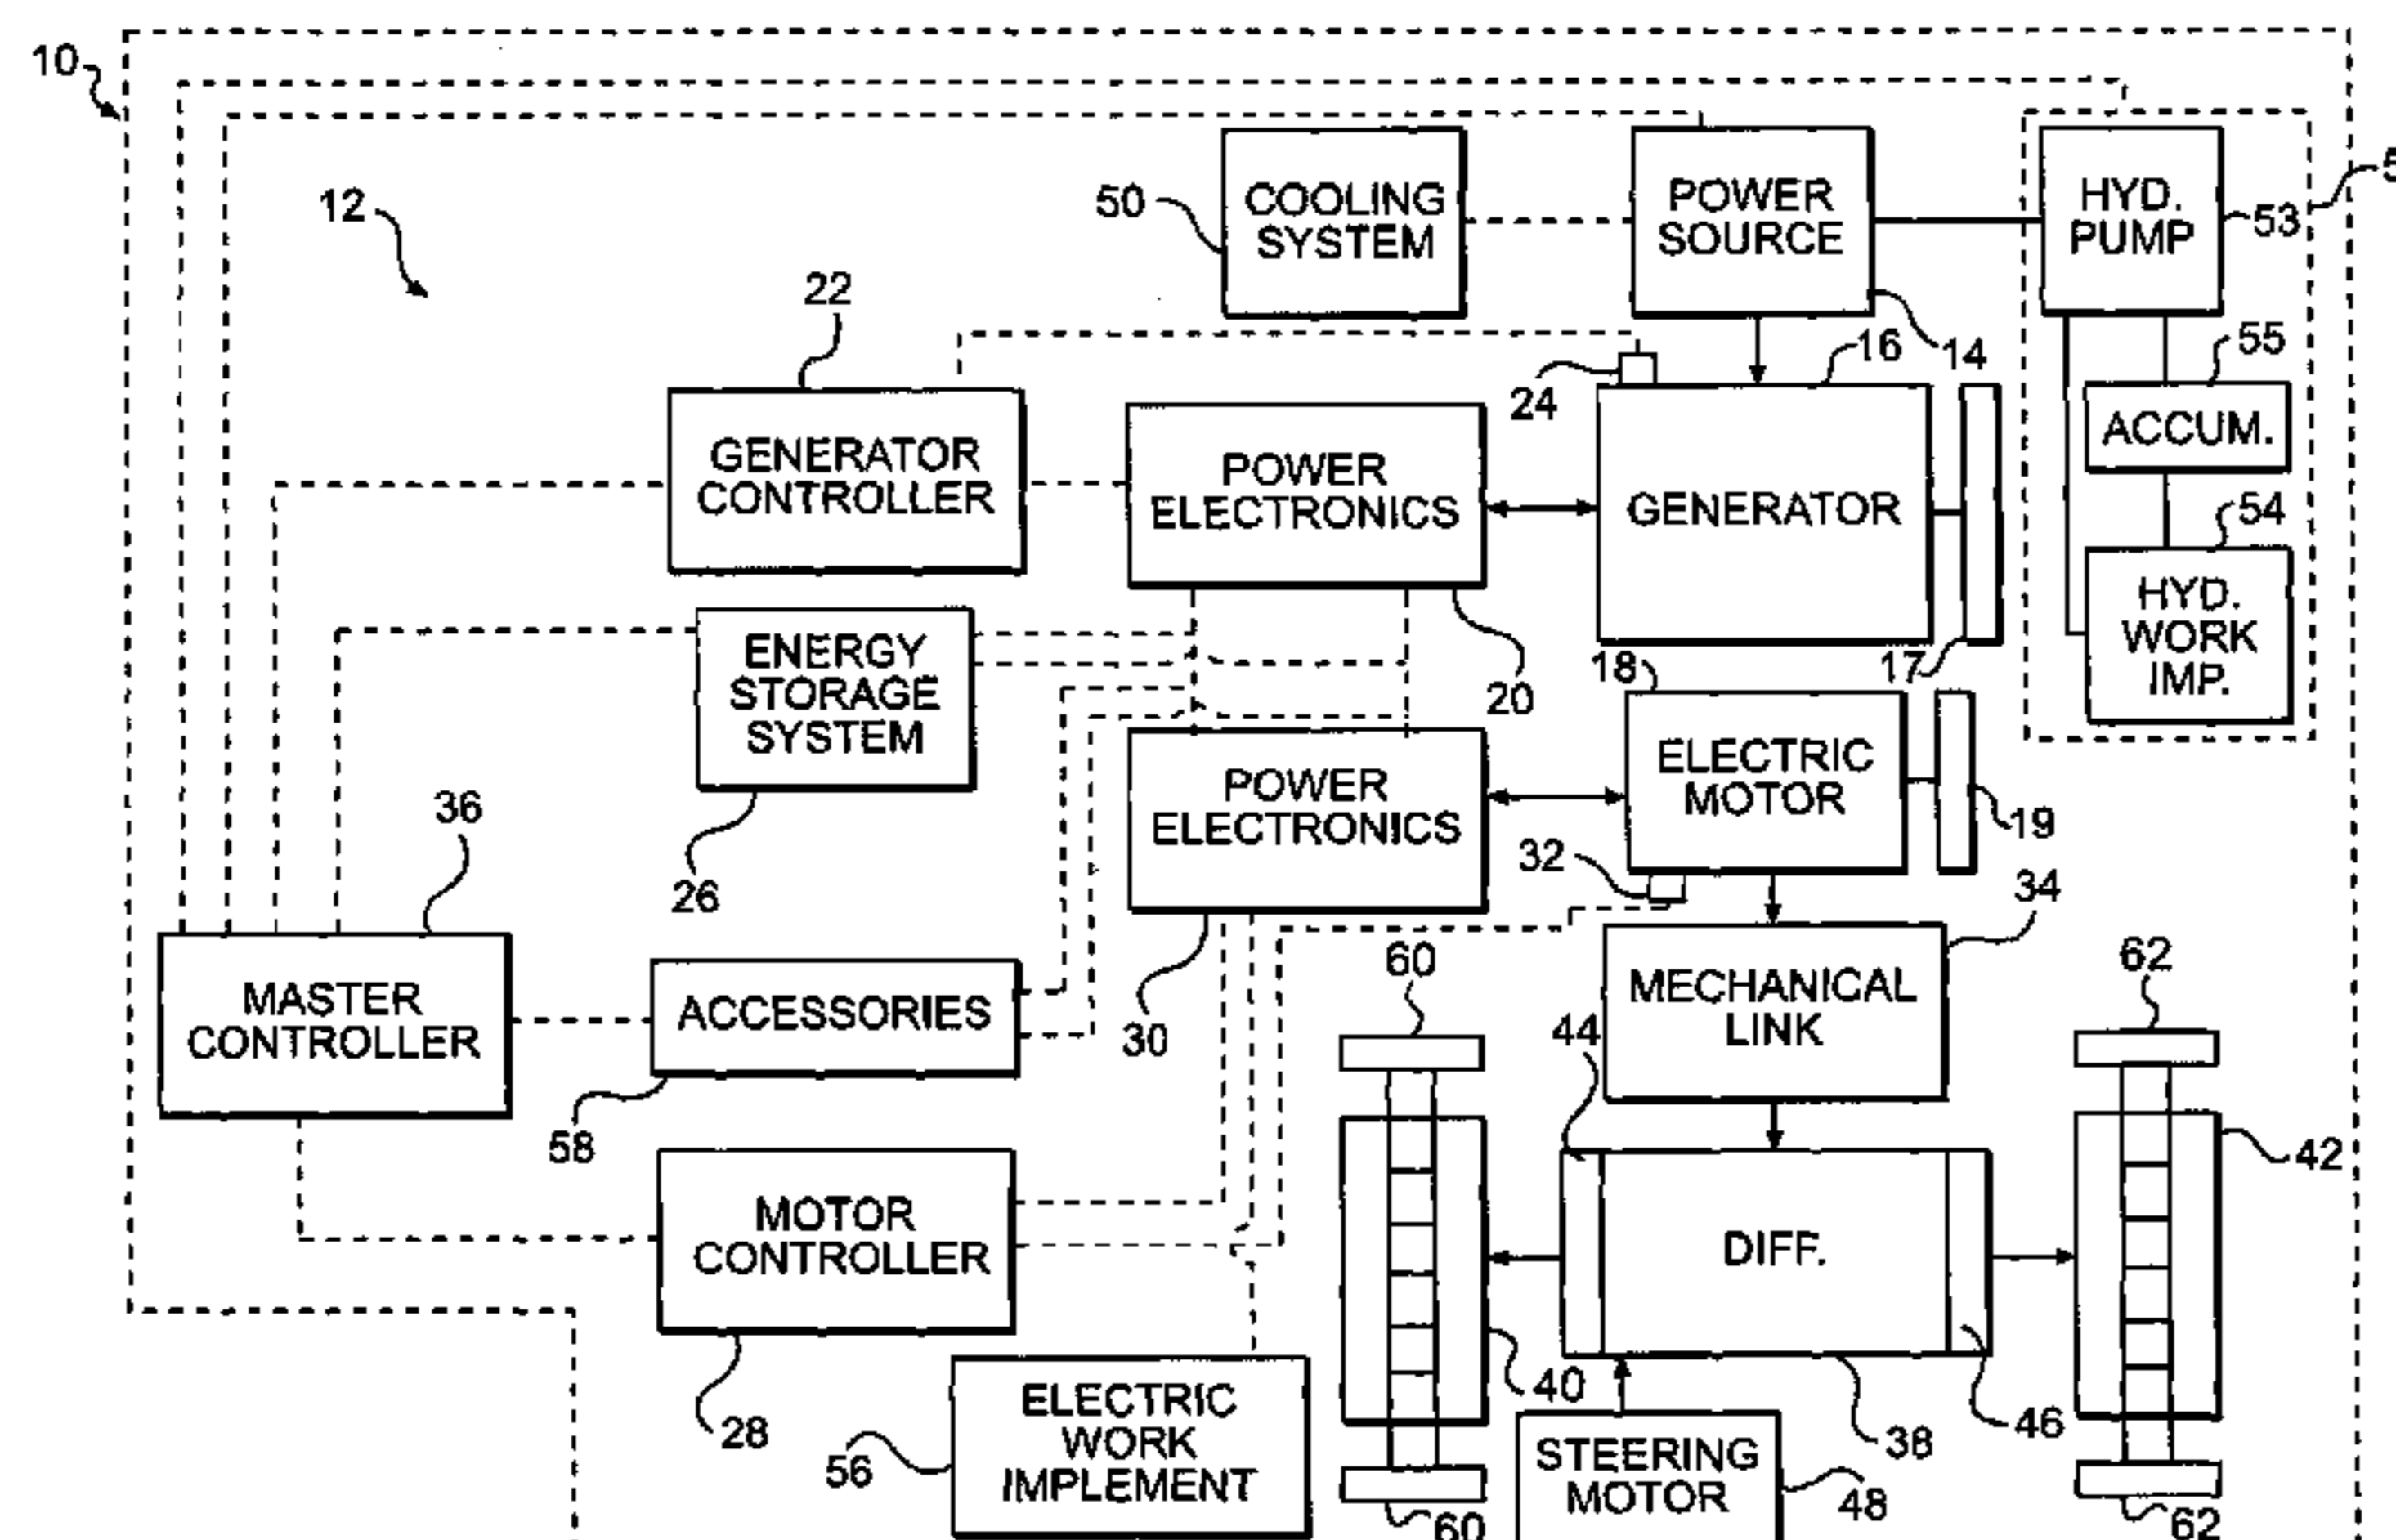 10
12
50
COOLING
SYSTEM
POWER
SOURCE
14
HYD.
PUMP
53
22
GENERATOR
CONTROLLER
24
16
POWER
ELECTRONICS
20
GENERATOR
17
55
ACCUM.
54
HYD.
WORK
IMP.
ENERGY
STORAGE
SYSTEM
26
18
ELECTRIC
MOTOR
19
POWER
ELECTRONICS
30
32
36
MASTER
CONTROLLER
ACCESSORIES
58
34
MECHANICAL
LINK
60
62
44
42
MOTOR
CONTROLLER
28
DIFF.
40
38
46
ELECTRIC
WORK
IMPLEMENT
56
STEERING
MOTOR
48
60
62